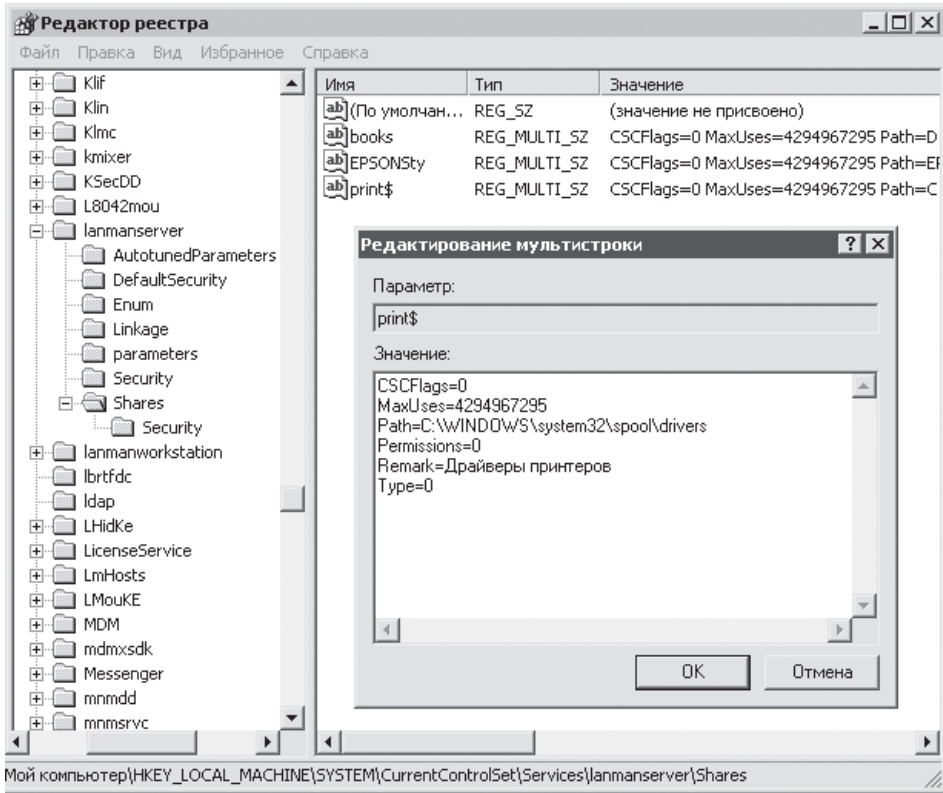 Редактор реестра
Файл Правка Вид Избранное Справка
Klif
Klin
Klmc
kmixer
KSecDD
L8042mou
lanmanserver
AutotunedParameters
DefaultSecurity
Enum
Linkage
parameters
Security
Shares
Security
lanmanworkstation
lbrtfdc
ldap
LHidKe
LicenseService
LmHosts
LMouKE
MDM
mdmxsdk
Messenger
mnmdd
mnmsrvc
Имя Тип Значение
ab (По умолчан... REG_SZ (значение не присвоено)
ab books REG_MULTI_SZ CSCFlags=0 MaxUses=4294967295 Path=D
ab EPSONSty REG_MULTI_SZ CSCFlags=0 MaxUses=4294967295 Path=EF
ab print$ REG_MULTI_SZ CSCFlags=0 MaxUses=4294967295 Path=C
Редактирование мультистроки
Параметр:
print$
Значение:
CSCFlags=0
MaxUses=4294967295
Path=C:\WINDOWS\system32\spool\drivers
Permissions=0
Remark=Драйверы принтеров
Type=0
OK Отмена
Мой компьютер\HKEY_LOCAL_MACHINE\SYSTEM\CurrentControlSet\Services\lanmanserver\Shares